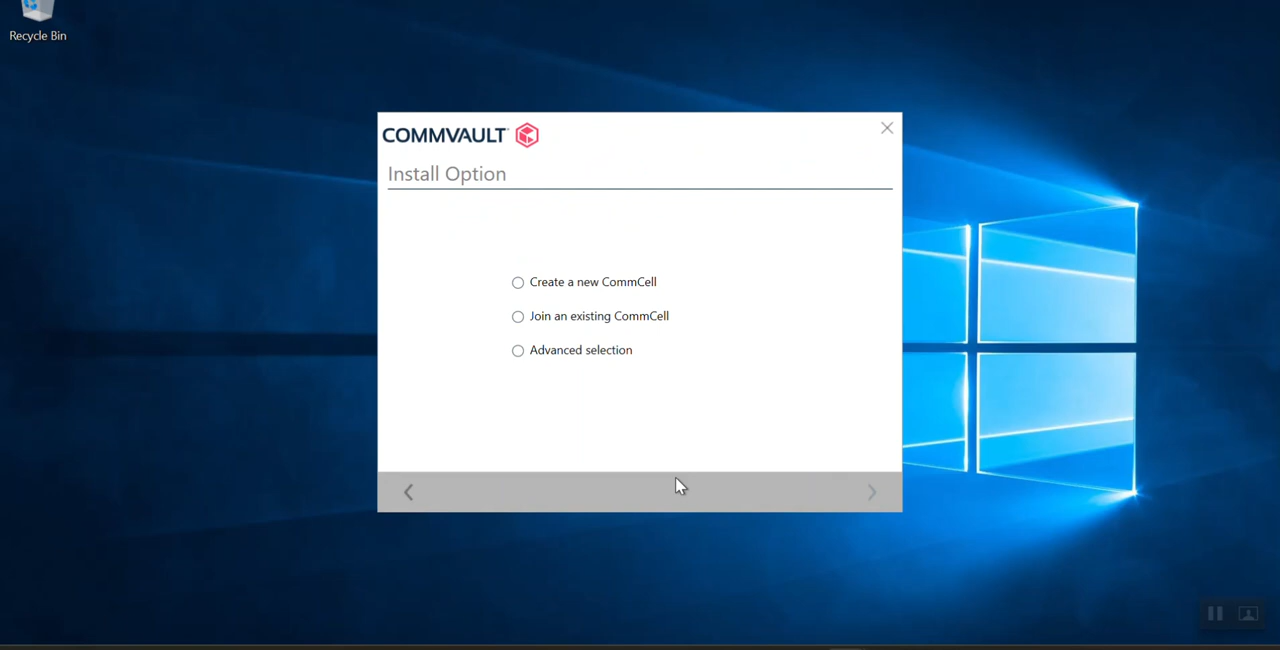 Recycle Bin
COMMVAULT
Install Option
Create a new CommCell
Join an existing CommCell
Advanced selection